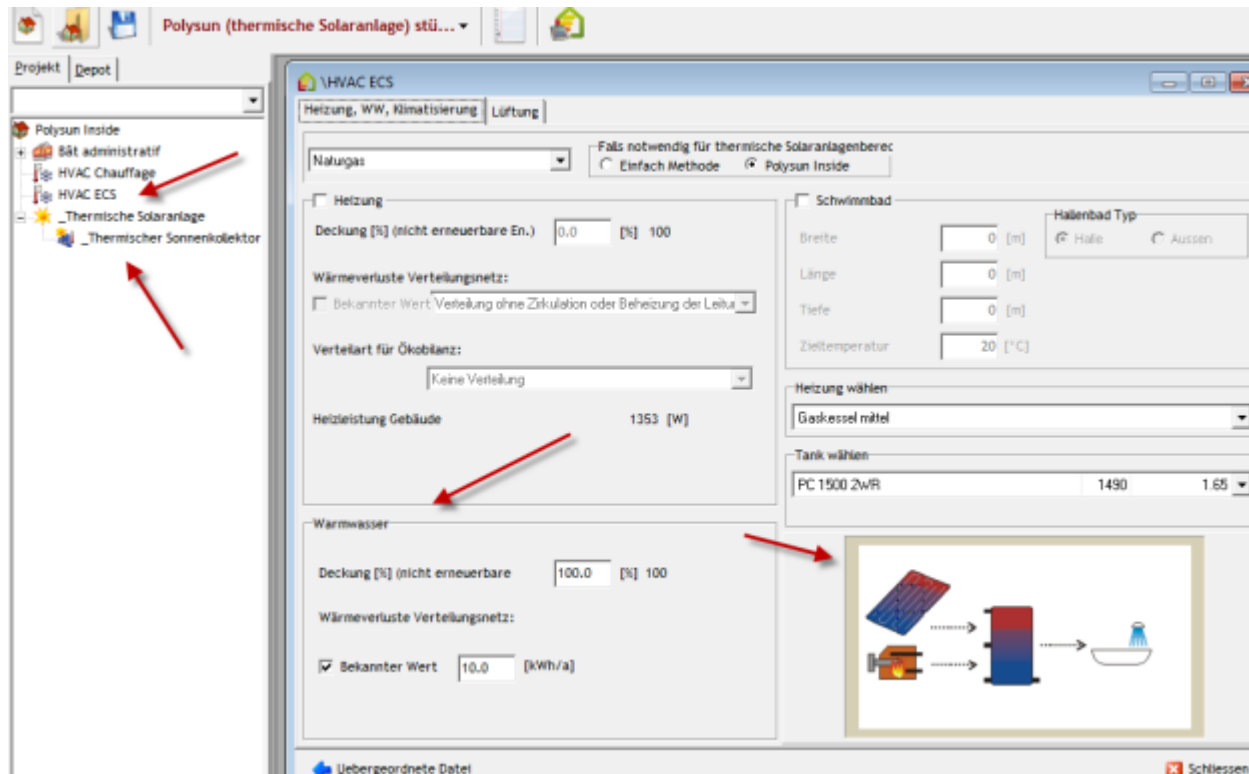 Polysun (thermische Solaranlage) stü...
Projekt Depot
Polysun Inside
Bât administratif
HVAC Chauffage
HVAC ECS
_Thermische Solaranlage
_Thermischer Sonnenkollektor
\HVAC ECS
Heizung, WW, Klimatisierung Lüftung
Naturgas
Falls notwendig für thermische Solaranlagenberec
Einfach Methode Polysun Inside
Heizung
Deckung [%] (nicht erneuerbare En.) 0.0 [%] 100
Wärmeverluste Verteilungsnetz:
Bekannter Wert Verteilung ohne Zirkulation oder Beheizung der Leitu
Verteilart für Ökobilanz:
Keine Verteilung
Heizleistung Gebäude 1353 [W]
Warmwasser
Deckung [%] (nicht erneuerbare 100.0 [%] 100
Wärmeverluste Verteilungsnetz:
Bekannter Wert 10.0 [kWh/a]
Schwimmbad
Hallenbad Typ
Halle Aussen
Breite 0 [m]
Länge 0 [m]
Tiefe 0 [m]
Zieltemperatur 20 [°C]
Heizung wählen
Gaskessel mittel
Tank wählen
PC 1500 2WR 1490 1.65
Uebergeordnete Datei
Schliessen